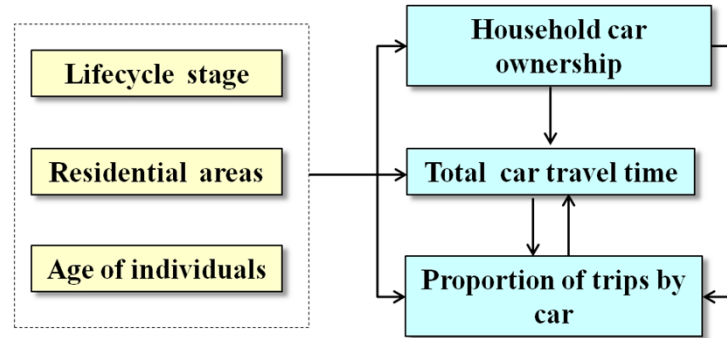 Lifecycle stage
Residential areas
Age of individuals
Household car
ownership
Total car travel time
Proportion of trips by
car